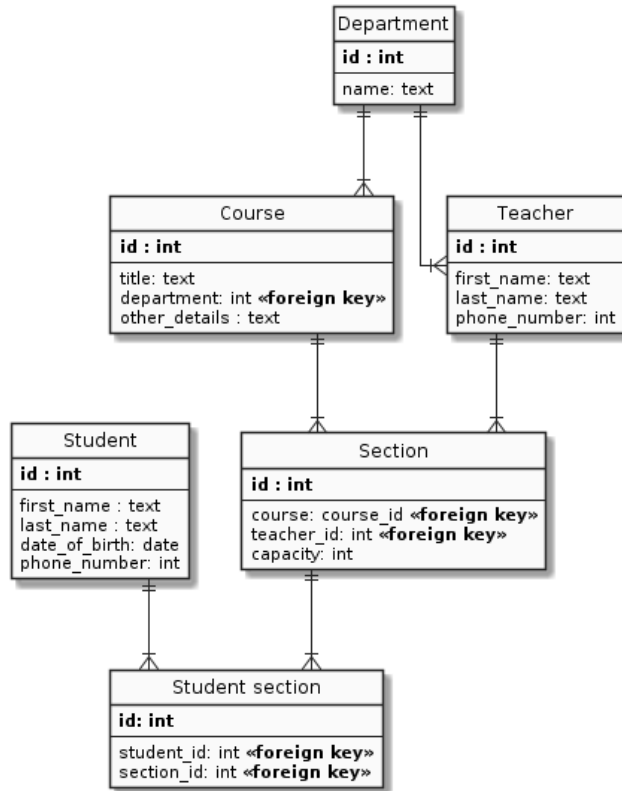 Department
id : int
name: text
Course
id : int
title: text
department: int «foreign key»
other_details : text
Teacher
id : int
first_name: text
last_name: text
phone_number: int
Student
id : int
first_name : text
last_name : text
date_of_birth: date
phone_number: int
Section
id : int
course: course_id «foreign key»
teacher_id: int «foreign key»
capacity: int
Student section
id: int
student_id: int «foreign key»
section_id: int «foreign key»